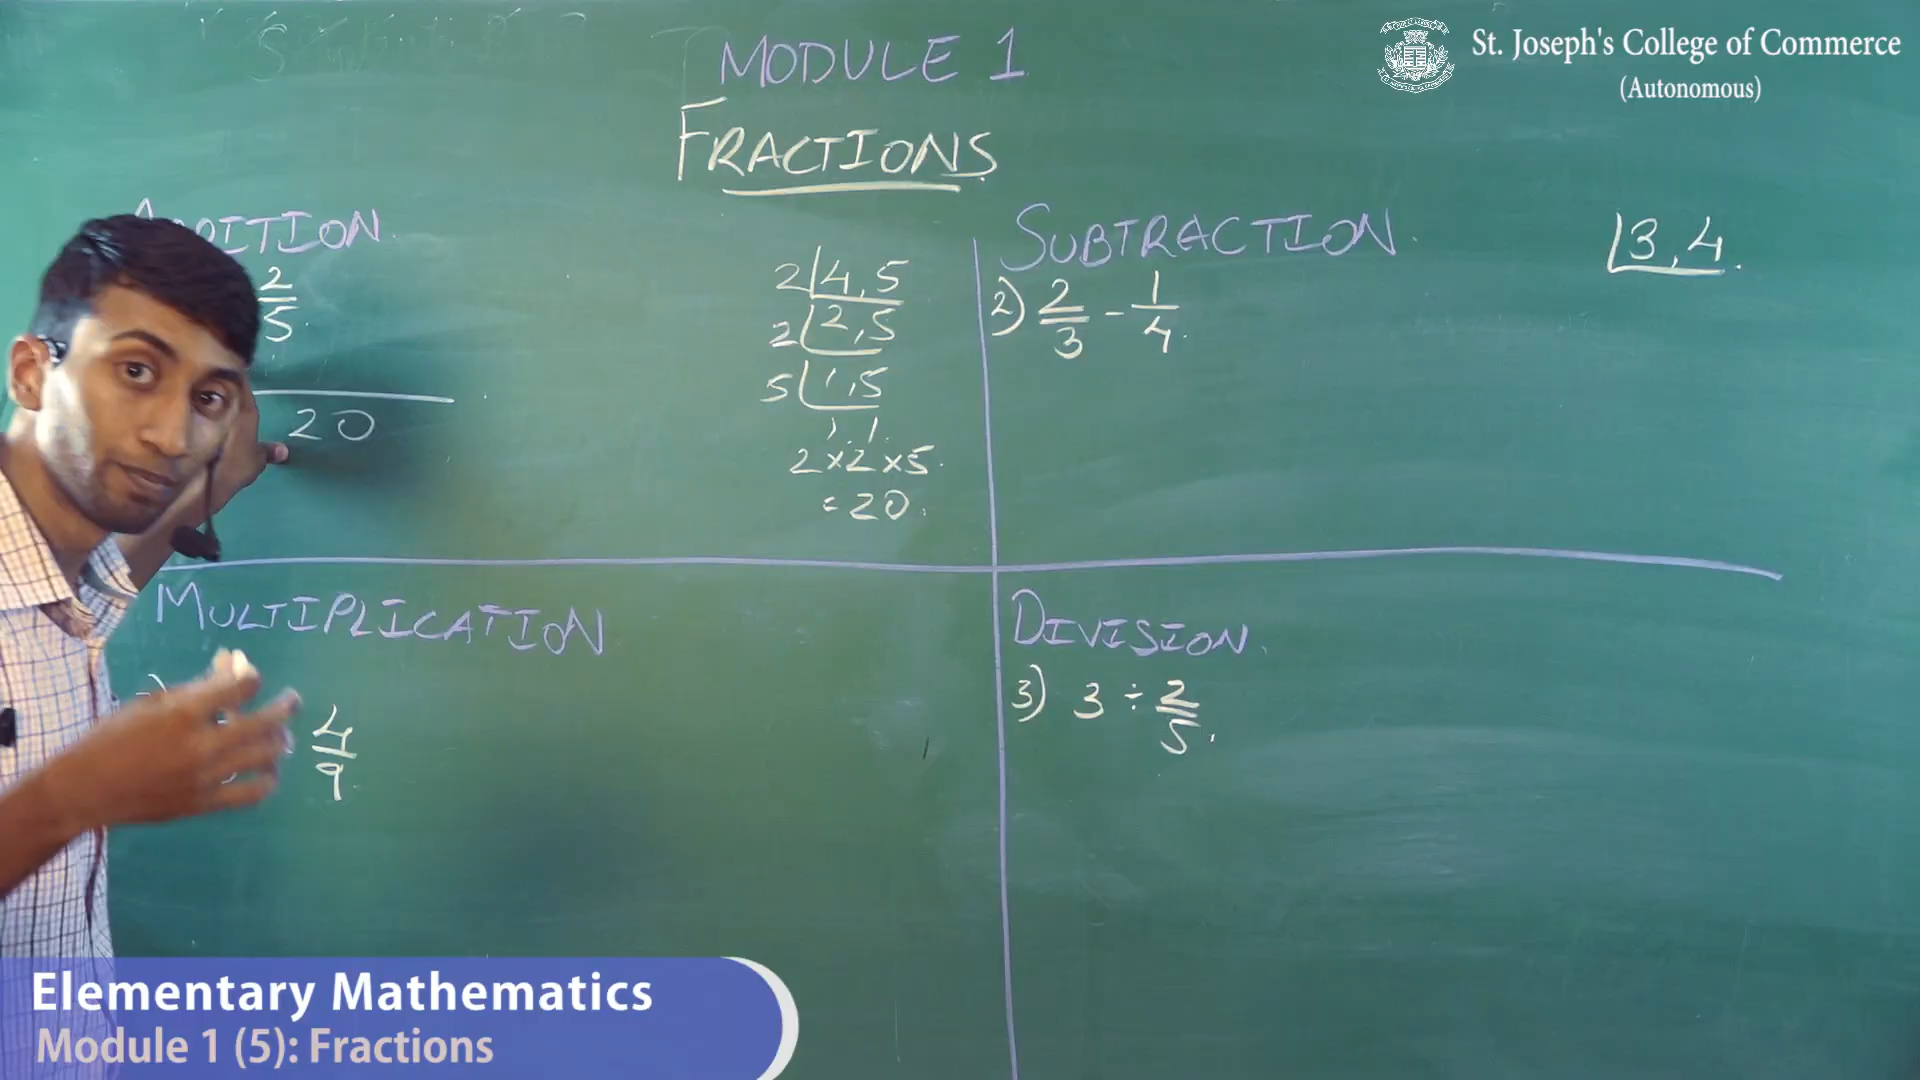 MODULE 1
St. Joseph's College of Commerce
(Autonomous)
FRACTIONS
ADDITION
2
5
20
2 4, 5
2 2, 5
5 1, 5
1, 1
2×2×5
=20
SUBTRACTION
3, 4
2) 2/3 - 1/4
MULTIPLICATION
4
9
DIVISION
3) 3 ÷ 2/5
Elementary Mathematics
Module 1 (5): Fractions